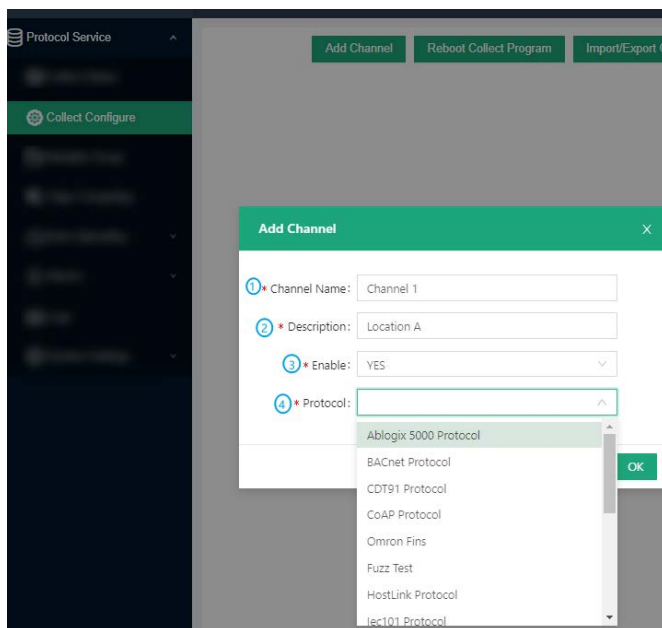 Protocol Service
Add Channel
Reboot Collect Program
Import/Export
Collect Configure
Add Channel
X
1 * Channel Name: Channel 1
2 * Description: Location A
3 * Enable: YES
4 * Protocol:
Ablogix 5000 Protocol
BACnet Protocol
OK
CDT91 Protocol
CoAP Protocol
Omron Fins
Fuzz Test
HostLink Protocol
Iec101 Protocol